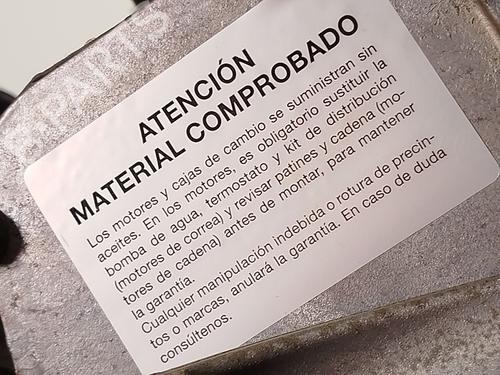 ATENCIÓN
MATERIAL COMPROBADO
Los motores y cajas de cambio se suministran sin
aceites. En los motores, es obligatorio sustituir la
bomba de agua, termostato y kit de distribución
(motores de correa) y revisar patines y cadena (mo-
tores de cadena) antes de montar, para mantener
la garantía.
Cualquier manipulación indebida o rotura de precin-
tos o marcas, anulará la garantía. En caso de duda
consúltenos.